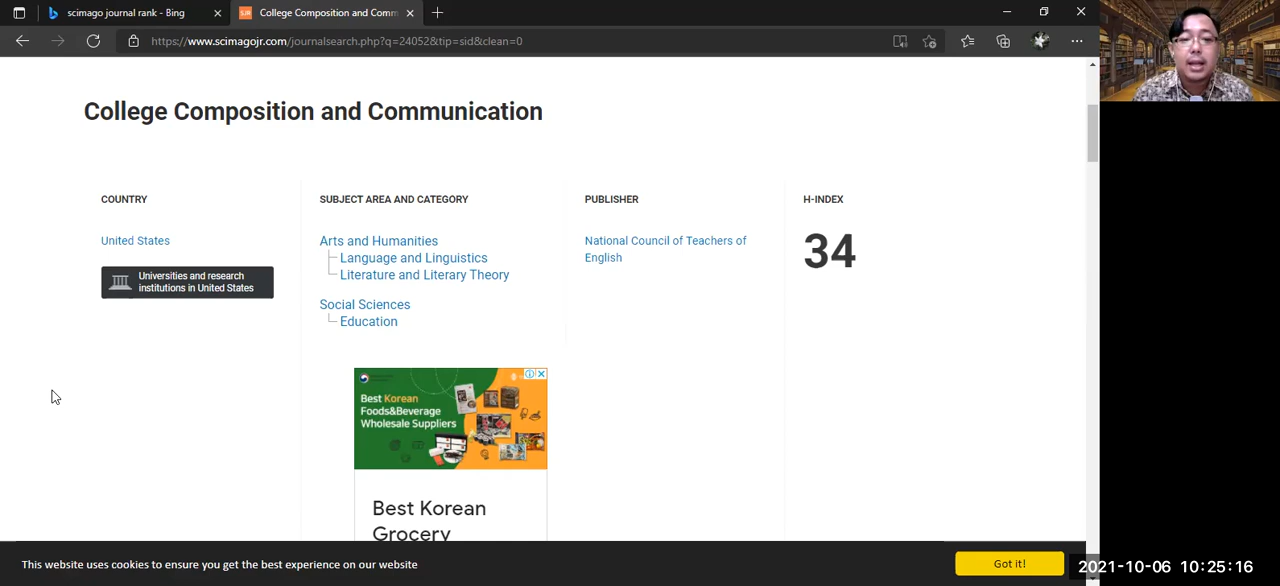 scimago journal rank - Bing
College Composition and Comm
https://www.scimagojr.com/journalsearch.php?q=24052&tip=sid&clean=0
College Composition and Communication
COUNTRY
United States
Universities and research
institutions in United States
SUBJECT AREA AND CATEGORY
Arts and Humanities
Language and Linguistics
Literature and Literary Theory
Social Sciences
Education
PUBLISHER
National Council of Teachers of
English
H-INDEX
34
Best Korean
Foods&Beverage
Wholesale Suppliers
Best Korean
Grocery
This website uses cookies to ensure you get the best experience on our website
Got it!
2021-10-06 10:25:16